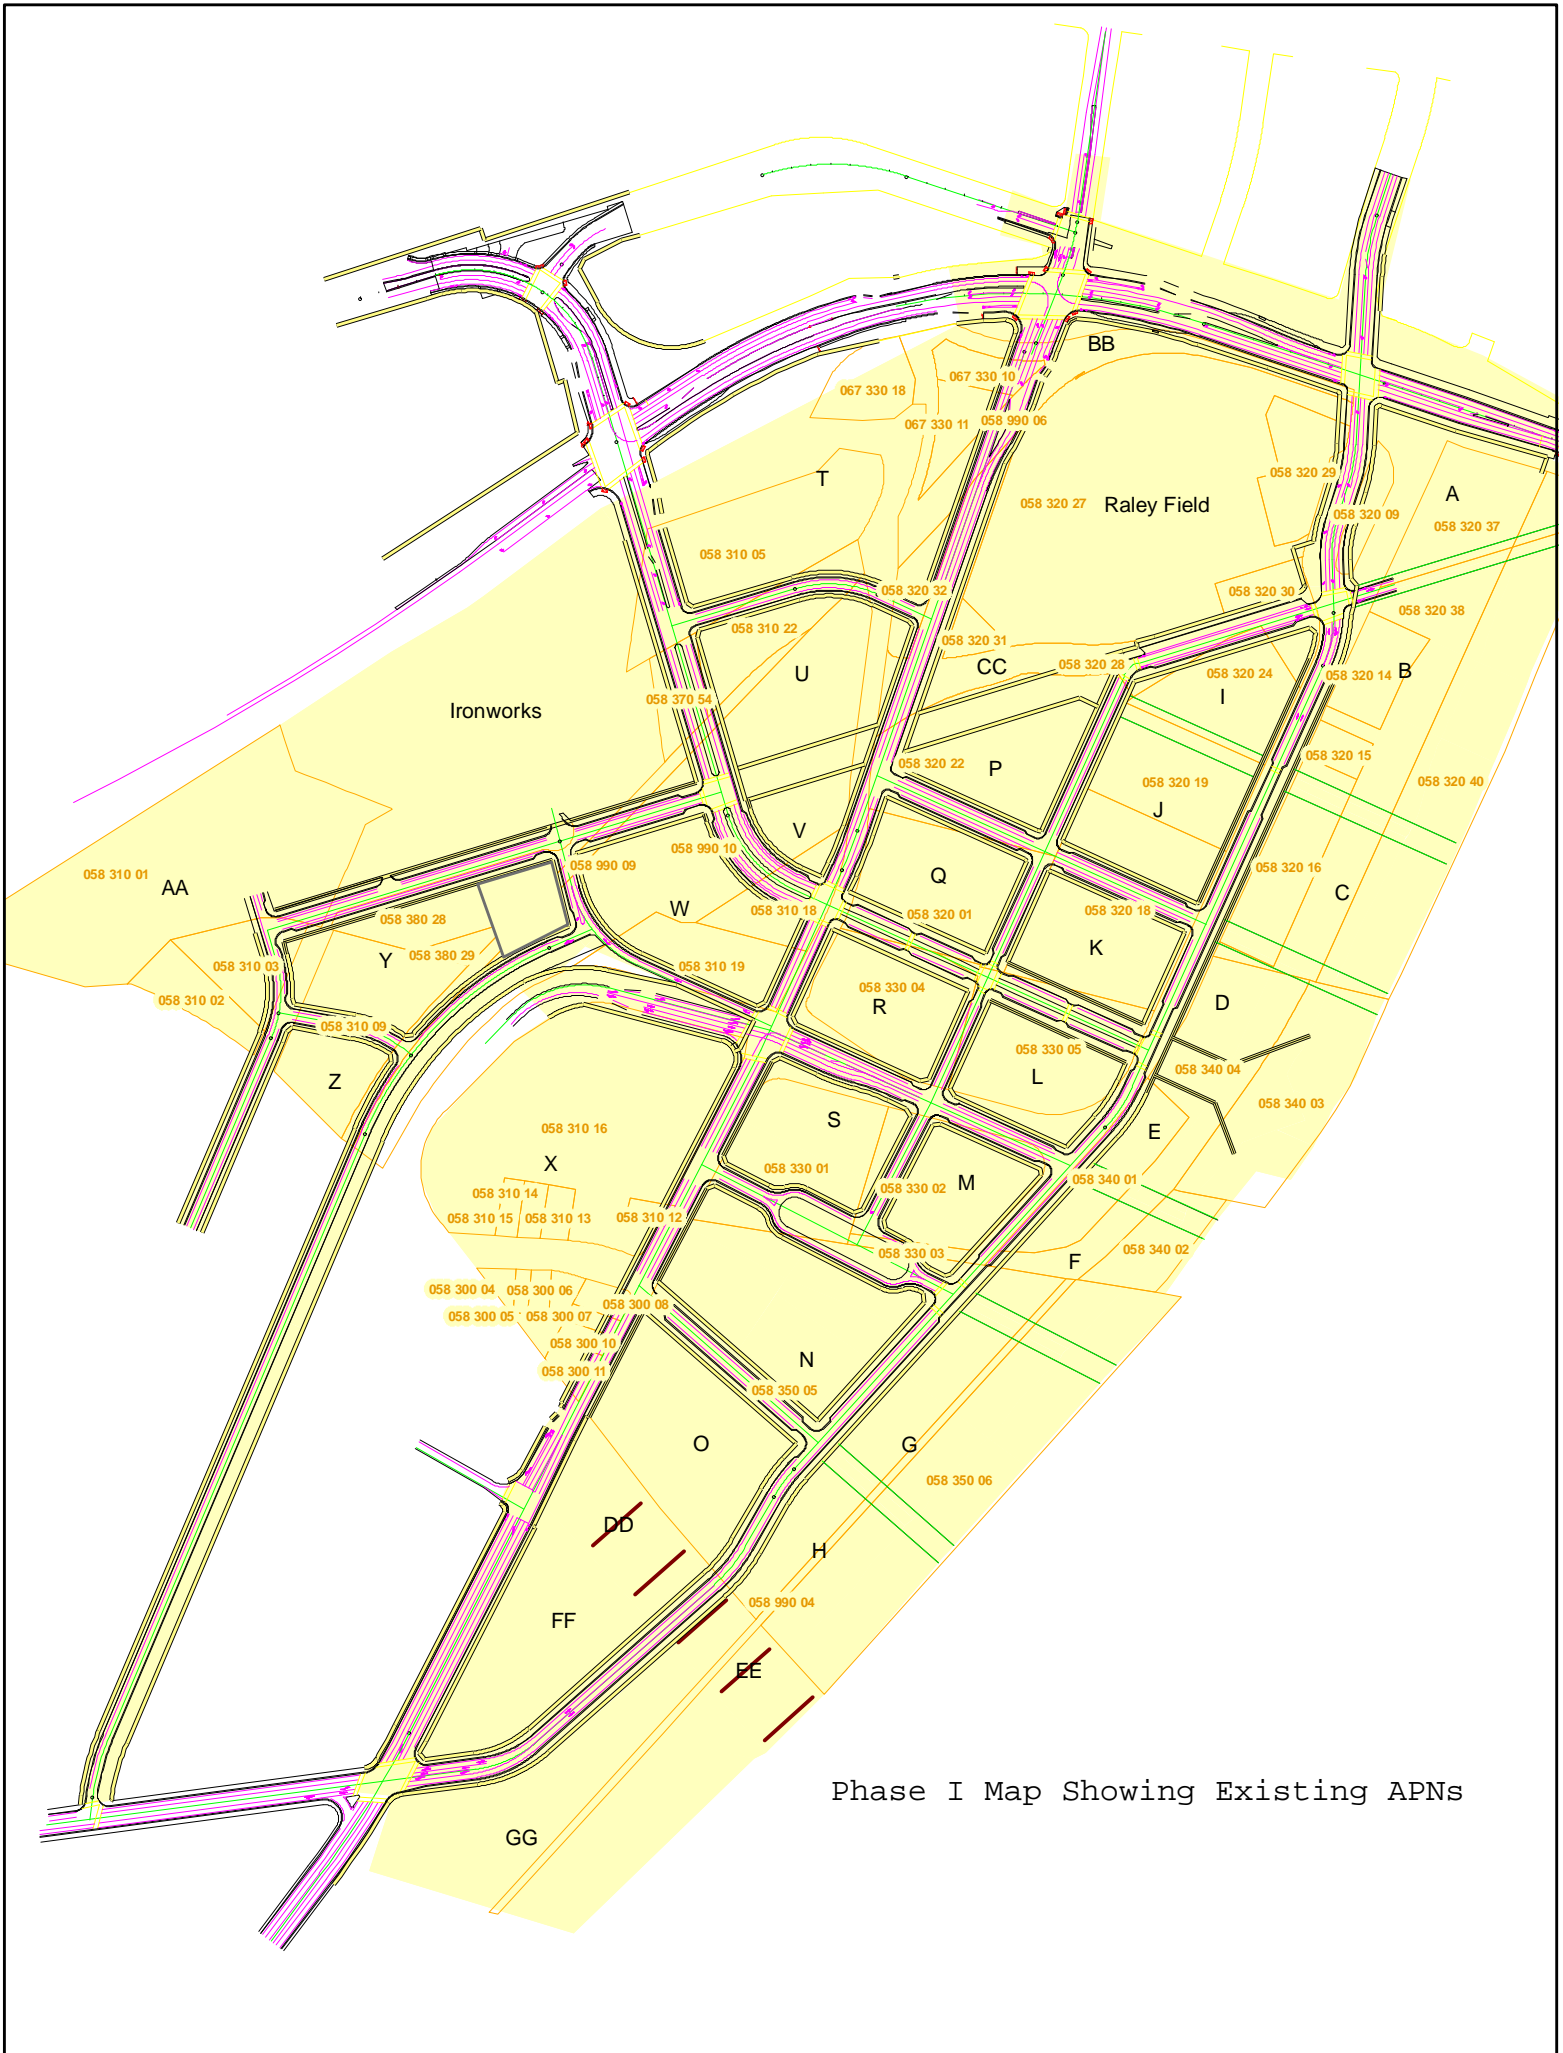 BB
067 330 10
067 330 18
067 330 11
058 990 06
T
058 320 29
A
058 320 27
Raley Field
058 320 09
058 320 37
058 310 05
058 320 32
058 320 30
058 320 38
058 310 22
058 320 31
CC
058 320 28
U
058 320 24
058 320 14
B
I
058 370 54
Ironworks
058 320 22
P
058 320 15
058 320 19
058 320 40
J
V
058 990 10
058 990 09
058 310 01
AA
Q
058 320 16
C
W
058 310 18
058 320 01
058 320 18
058 380 28
K
058 380 29
Y
058 310 03
058 310 19
058 330 04
R
D
058 310 02
058 310 09
058 330 05
L
058 340 04
Z
058 340 03
S
E
058 310 16
X
058 330 01
M
058 340 01
058 310 14
058 330 02
058 310 15
058 310 13
058 310 12
058 330 03
F
058 340 02
058 300 04
058 300 06
058 300 08
058 300 05
058 300 07
058 300 10
N
058 300 11
058 350 05
O
G
058 350 06
DD
H
058 990 04
FF
EE
Phase I Map Showing Existing APNs
GG